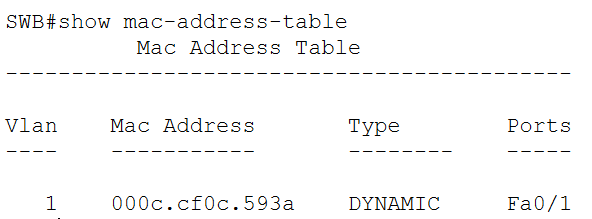 SWB#show mac-address-table
Mac Address Table
-------------------------------------------
Vlan Mac Address Type Ports
---- ----------- -------- -----
1 000c.cf0c.593a DYNAMIC Fa0/1